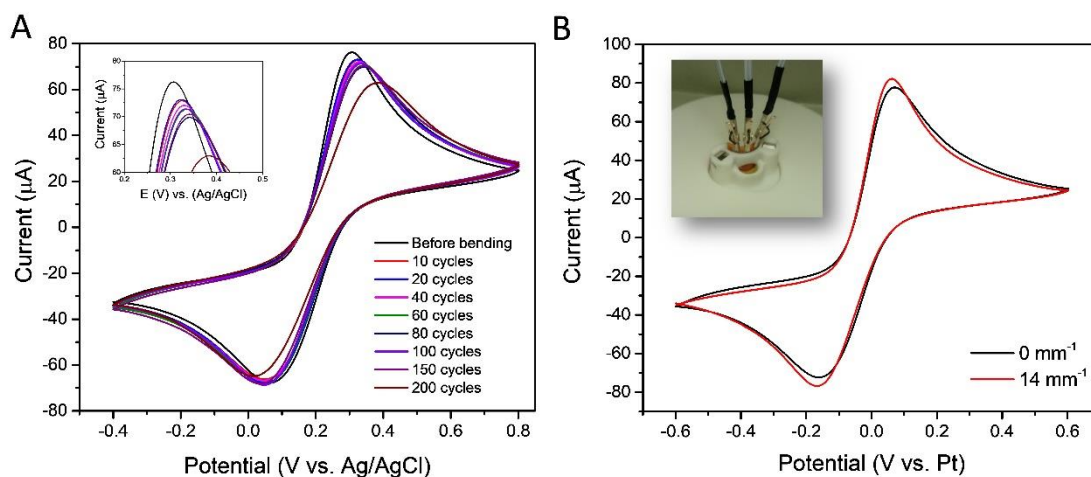 A
Current (µA)
80
60
40
20
0
-20
-40
-60
-80
-0.4
-0.2
0.0
0.2
0.4
0.6
0.8
Potential (V vs. Ag/AgCl)
Current (µA)
80
75
70
65
60
0.2
0.3
0.4
0.5
E (V) vs. (Ag/AgCl)
Before bending
10 cycles
20 cycles
40 cycles
60 cycles
80 cycles
100 cycles
150 cycles
200 cycles
B
Current (µA)
100
80
60
40
20
0
-20
-40
-60
-80
-0.6
-0.4
-0.2
0.0
0.2
0.4
0.6
Potential (V vs. Pt)
0 mm⁻¹
14 mm⁻¹